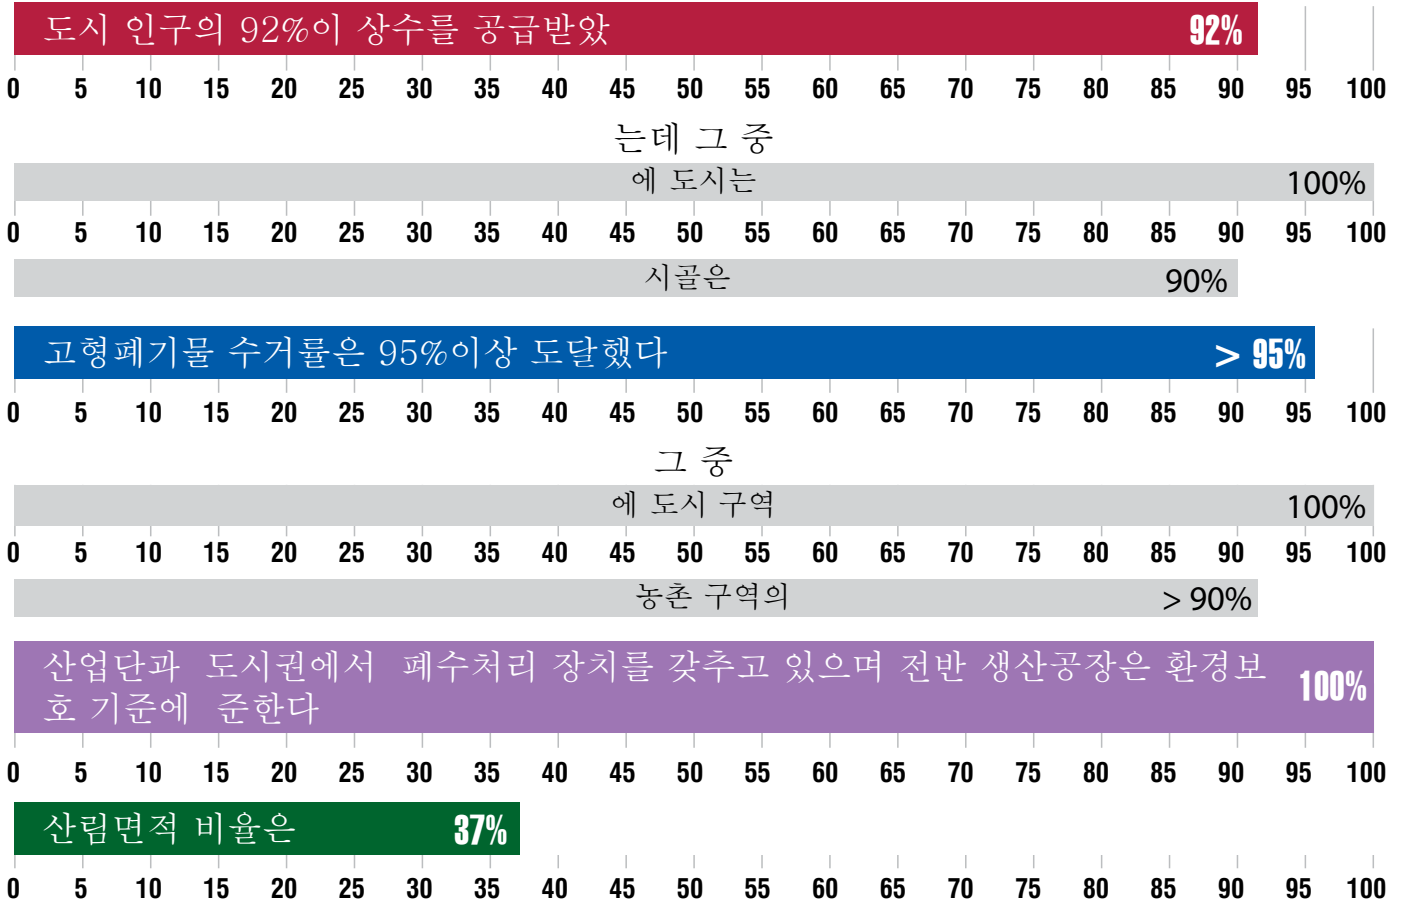 도시 인구의 92%이 상수를 공급받았 92%
0 5 10 15 20 25 30 35 40 45 50 55 60 65 70 75 80 85 90 95 100
는데 그 중
에 도시는 100%
0 5 10 15 20 25 30 35 40 45 50 55 60 65 70 75 80 85 90 95 100
시골은 90%
고형폐기물 수거률은 95%이상 도달했다 > 95%
0 5 10 15 20 25 30 35 40 45 50 55 60 65 70 75 80 85 90 95 100
그 중
에 도시 구역 100%
0 5 10 15 20 25 30 35 40 45 50 55 60 65 70 75 80 85 90 95 100
농촌 구역의 > 90%
산업단과 도시권에서 폐수처리 장치를 갖추고 있으며 전반 생산공장은 환경보
호 기준에 준한다 100%
0 5 10 15 20 25 30 35 40 45 50 55 60 65 70 75 80 85 90 95 100
산림면적 비율은 37%
0 5 10 15 20 25 30 35 40 45 50 55 60 65 70 75 80 85 90 95 100